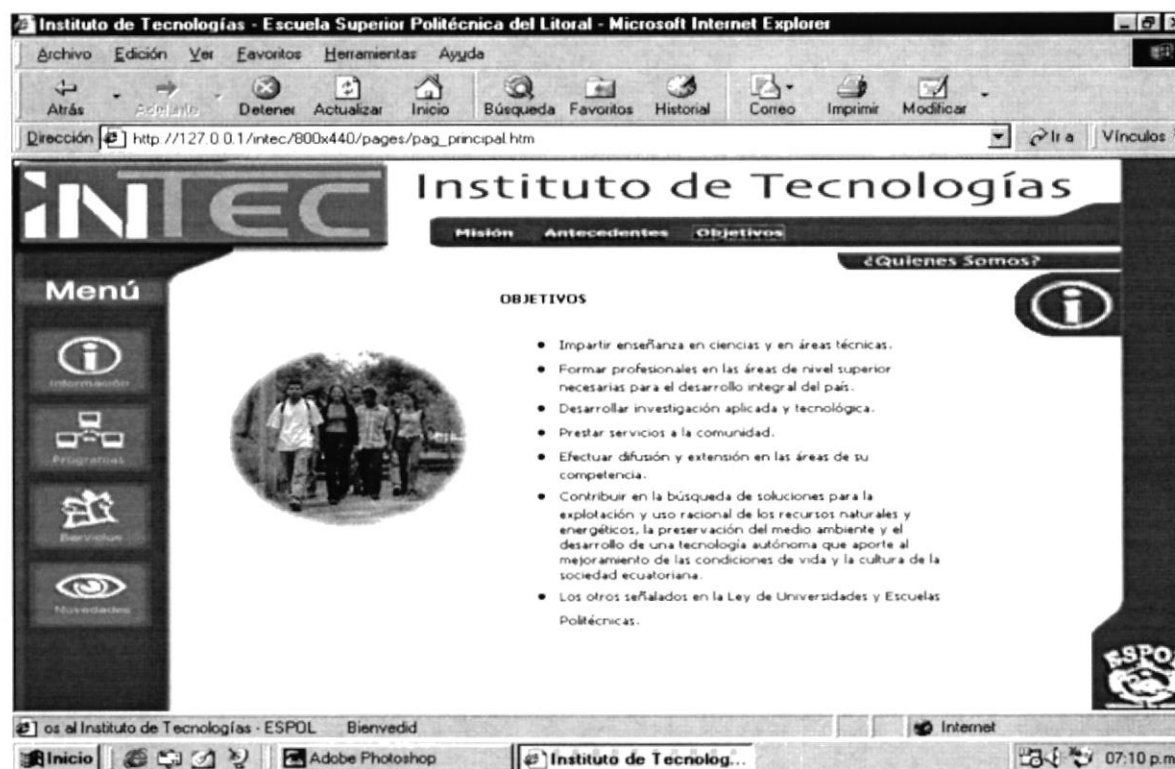 Instituto de Tecnologías - Escuela Superior Politécnica del Litoral - Microsoft Internet Explorer
Archivo Edición Ver Favoritos Herramientas Ayuda
Atrás Adelante Detener Actualizar Inicio Búsqueda Favoritos Historial Correo Imprimir Modificar
Dirección http://127.0.0.1/intec/800x440/pages/pag_principal.htm Ir a Vínculos
iNTEC
Instituto de Tecnologías
Misión Antecedentes Objetivos
¿Quienes Somos?
Menú
Información
Programas
Servicios
Novedades
OBJETIVOS
• Impartir enseñanza en ciencias y en áreas técnicas.
• Formar profesionales en las áreas de nivel superior
necesarias para el desarrollo integral del país.
• Desarrollar investigación aplicada y tecnológica.
• Prestar servicios a la comunidad.
• Efectuar difusión y extensión en las áreas de su
competencia.
• Contribuir en la búsqueda de soluciones para la
explotación y uso racional de los recursos naturales y
energéticos, la preservación del medio ambiente y el
desarrollo de una tecnología autónoma que aporte al
mejoramiento de las condiciones de vida y la cultura de la
sociedad ecuatoriana.
• Los otros señalados en la Ley de Universidades y Escuelas
Politécnicas.
ESPO
os al Instituto de Tecnologías - ESPOL Bienvedid Internet
Inicio Adobe Photoshop Instituto de Tecnolog... 07:10 p.m.